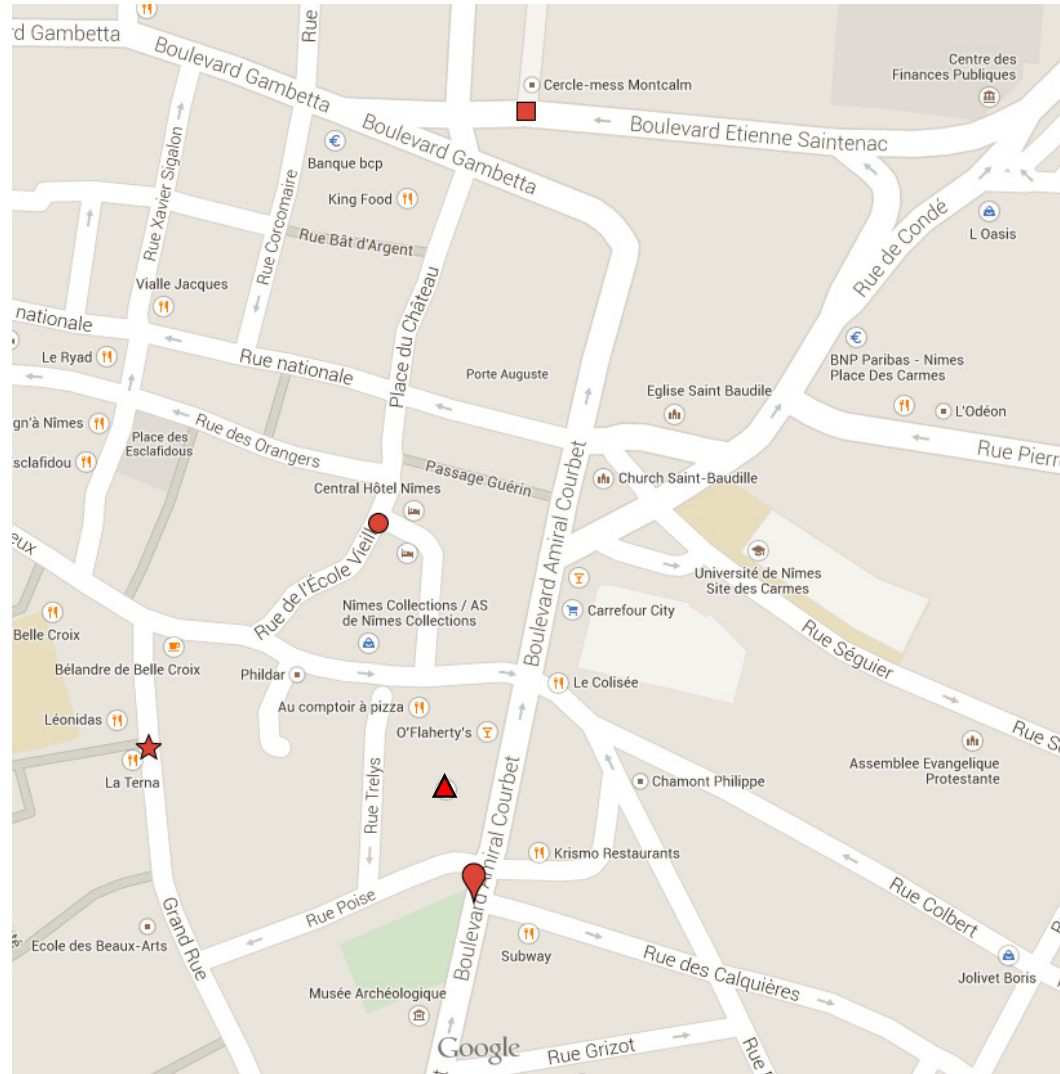 rd Gambetta
Boulevard Gambetta
Rue
Cercle-mess Montcalm
Centre des
Finances Publiques
Boulevard Gambetta
Boulevard Etienne Saintenac
Banque bcp
King Food
Rue Xavier Sigalon
Rue Corcomaire
Rue Bât d'Argent
L Oasis
Rue de Condé
Vialle Jacques
nationale
Le Ryad
Rue nationale
Place du Château
Porte Auguste
BNP Paribas - Nimes
Place Des Carmes
Eglise Saint Baudile
L'Odéon
gn'à Nîmes
Place des
Esclafidous
sclafidou
Rue des Orangers
Rue Pierre
Passage Guérin
Church Saint-Baudille
Central Hôtel Nîmes
Boulevard Amiral Courbet
eux
Rue de l'École Vieille
Université de Nîmes
Site des Carmes
Nîmes Collections / AS
de Nîmes Collections
Carrefour City
Belle Croix
Rue Séguier
Bélandre de Belle Croix
Phildar
Le Colisée
Léonidas
Au comptoir à pizza
O'Flaherty's
Rue S
La Terna
Assemblee Evangelique
Protestante
Chamont Philippe
Rue Trelys
Boulevard Amiral Courbet
Krismo Restaurants
Rue Poise
Rue Colbert
Grand Rue
Ecole des Beaux-Arts
Subway
Rue des Calquières
Jolivet Boris
Musée Archéologique
Google
Rue Grizot